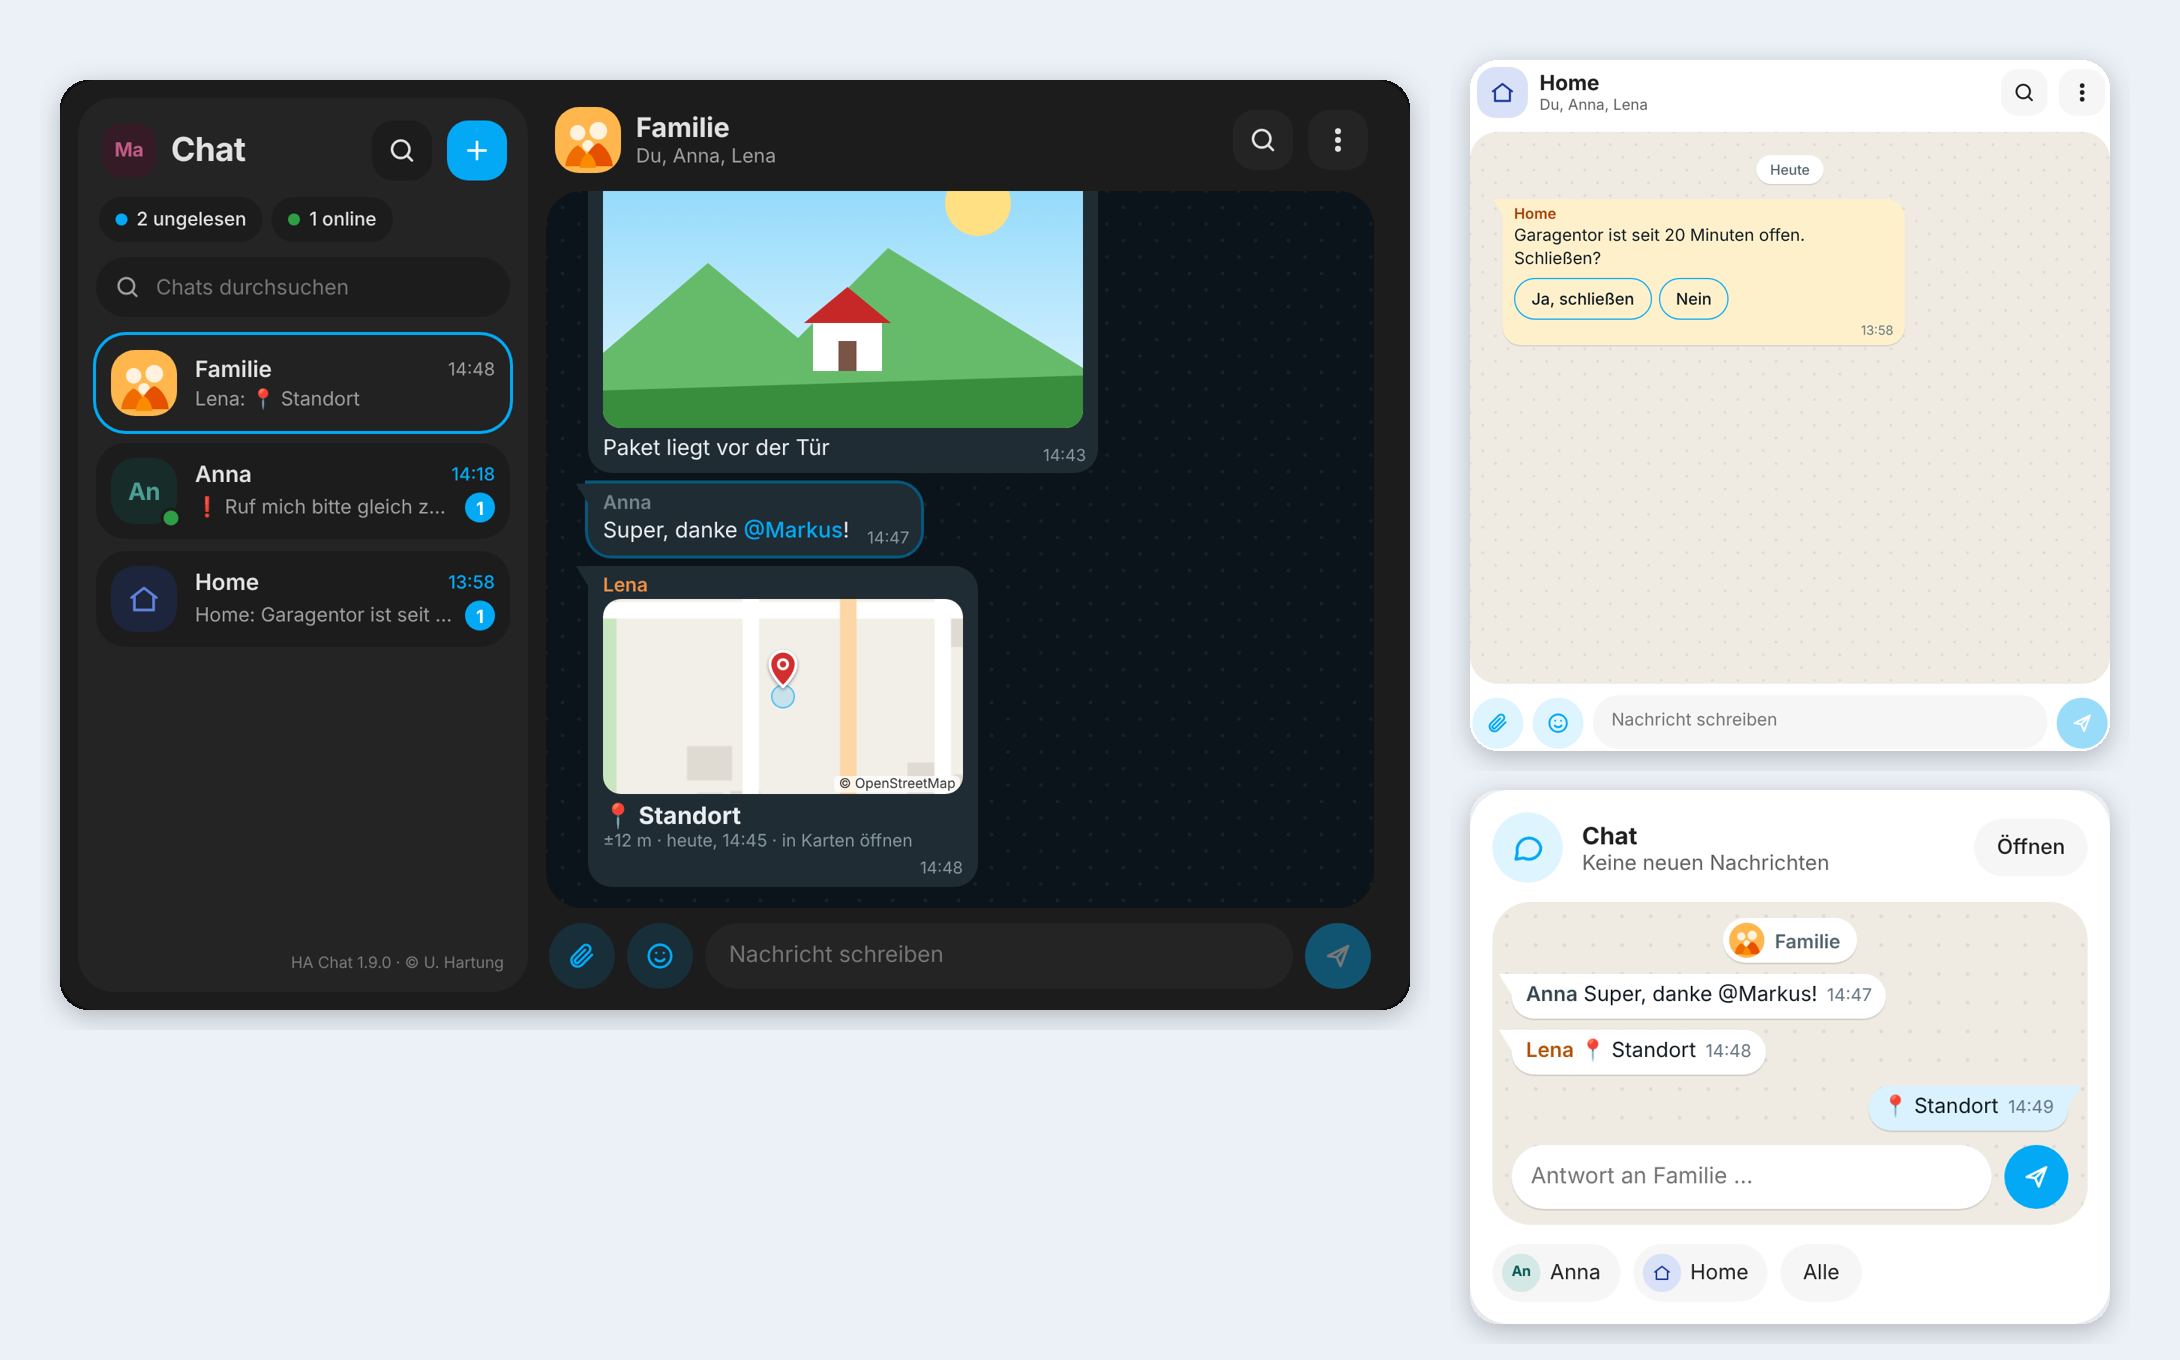 Ma
Chat
2 ungelesen
1 online
Chats durchsuchen
Familie
14:48
Lena: 📍 Standort
An
Anna
14:18
❗ Ruf mich bitte gleich z...
1
Home
13:58
Home: Garagentor ist seit ...
1
HA Chat 1.9.0 · © U. Hartung
Familie
Du, Anna, Lena
Paket liegt vor der Tür
14:43
Anna
Super, danke @Markus!
14:47
Lena
© OpenStreetMap
📍 Standort
±12 m · heute, 14:45 · in Karten öffnen
14:48
Nachricht schreiben
Home
Du, Anna, Lena
Heute
Home
Garagentor ist seit 20 Minuten offen.
Schließen?
Ja, schließen
Nein
13:58
Nachricht schreiben
Chat
Keine neuen Nachrichten
Öffnen
Familie
Anna Super, danke @Markus! 14:47
Lena 📍 Standort 14:48
📍 Standort 14:49
Antwort an Familie ...
An
Anna
Home
Alle